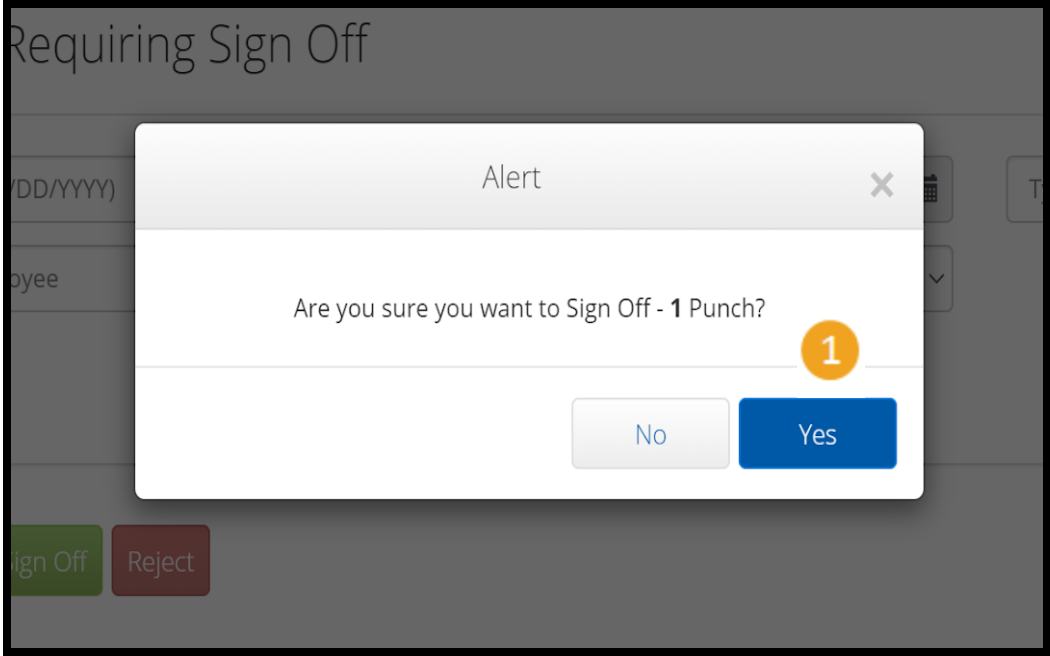 Requiring Sign Off
Alert
×
/DD/YYYY)
oyee
Are you sure you want to Sign Off - 1 Punch?
1
No
Yes
ign Off
Reject